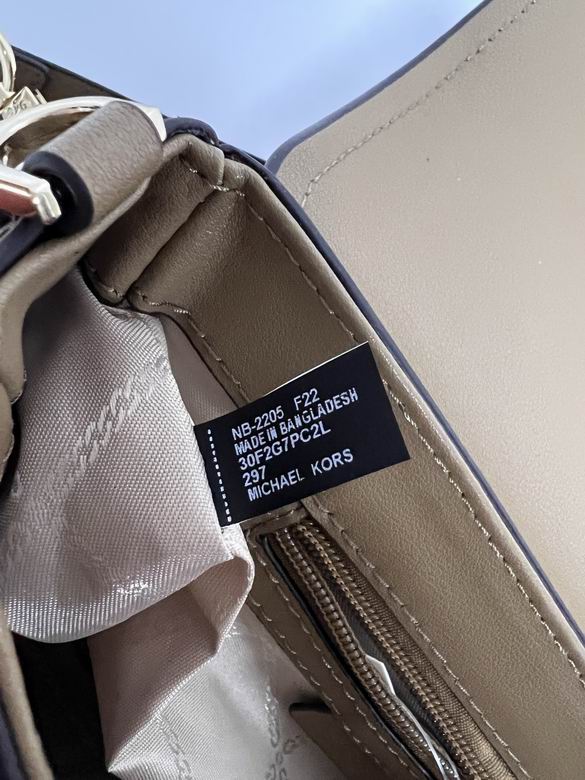 NB-2205 F22
MADE IN BANGLADESH
30F2G7PC2L
297
MICHAEL KORS